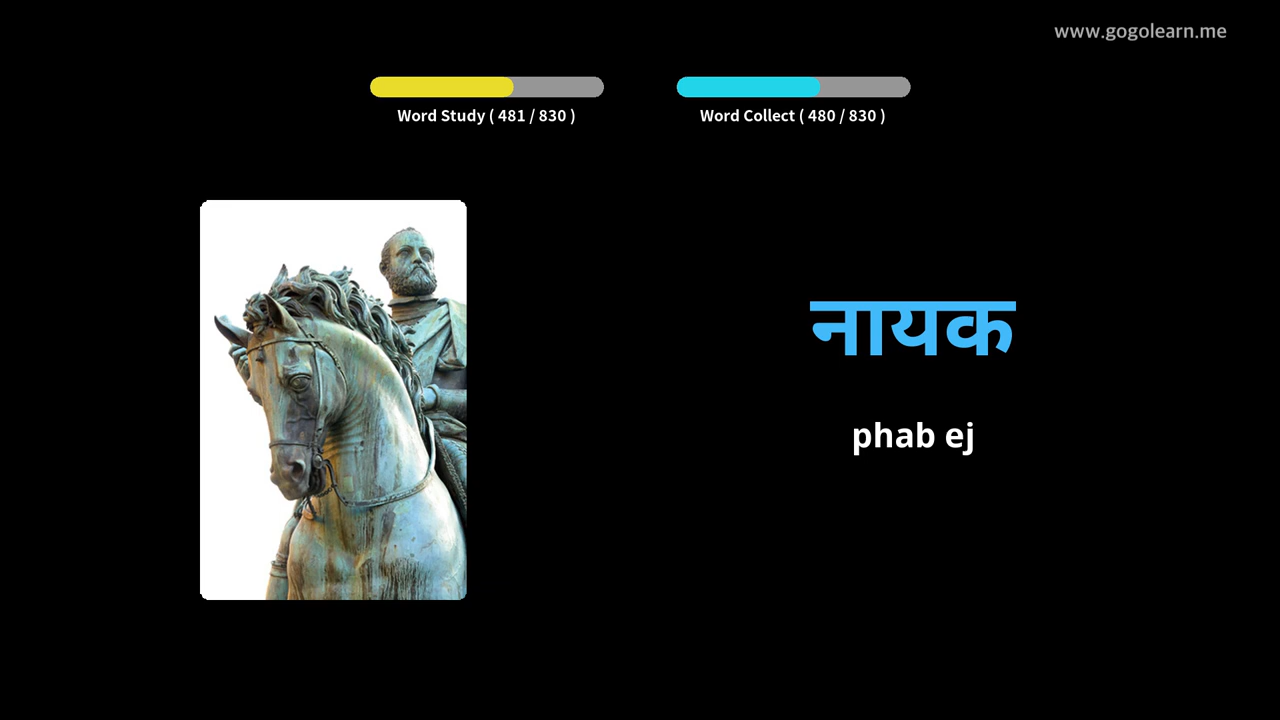 www.gogolearn.me
Word Study ( 481 / 830 )
Word Collect ( 480 / 830 )
नायक
phab ej